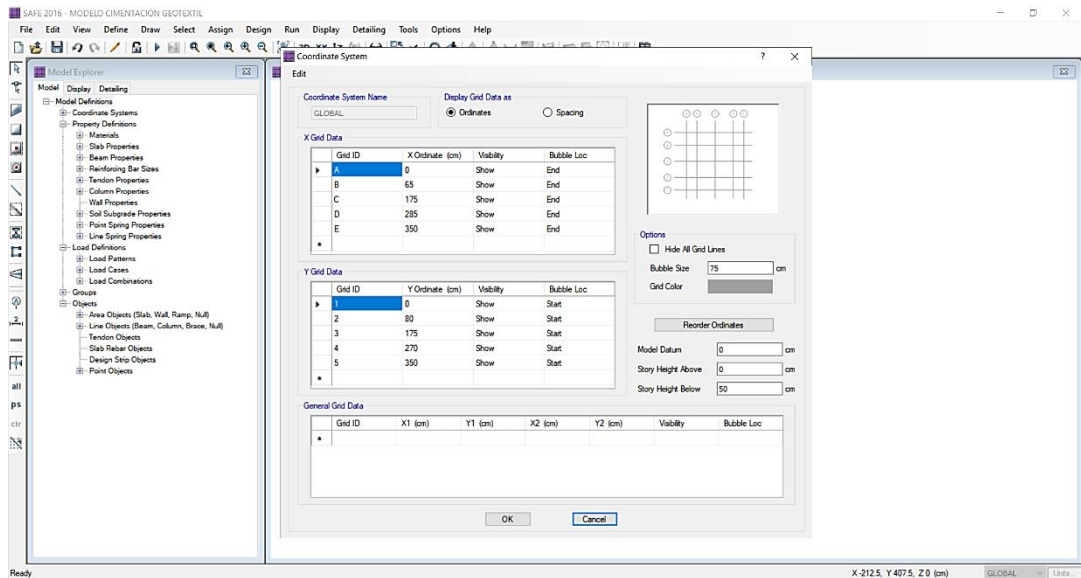 SAFE 2016 - MODELO CIMENTACIÓN GEOTEXTIL
File Edit View Define Draw Select Assign Design Run Display Detailing Tools Options Help
Model Explorer
Model Display Detailing
Model Definitions
Coordinate Systems
Property Definitions
Materials
Slab Properties
Beam Properties
Reinforcing Bar Sizes
Tendon Properties
Column Properties
Wall Properties
Soil Subgrade Properties
Point Spring Properties
Line Spring Properties
Load Definitions
Load Patterns
Load Cases
Load Combinations
Groups
Objects
Area Objects (Slab, Wall, Ramp, Null)
Line Objects (Beam, Column, Brace, Null)
Tendon Objects
Slab Rebar Objects
Design Strip Objects
Point Objects
all
ps
clr
Coordinate System
? ×
Edit
Coordinate System Name
GLOBAL
Display Grid Data as
Ordinates Spacing
X Grid Data
Grid ID X Ordinate (cm) Visibility Bubble Loc
A 0 Show End
B 65 Show End
C 175 Show End
D 285 Show End
E 350 Show End
Y Grid Data
Grid ID Y Ordinate (cm) Visibility Bubble Loc
1 0 Show Start
2 80 Show Start
3 175 Show Start
4 270 Show Start
5 350 Show Start
General Grid Data
Grid ID X1 (cm) Y1 (cm) X2 (cm) Y2 (cm) Visibility Bubble Loc
Options
Hide All Grid Lines
Bubble Size 75 cm
Grid Color
Reorder Ordinates
Model Datum 0 cm
Story Height Above 0 cm
Story Height Below 50 cm
OK Cancel
Ready
X -212.5, Y 407.5, Z 0 (cm) GLOBAL Units...